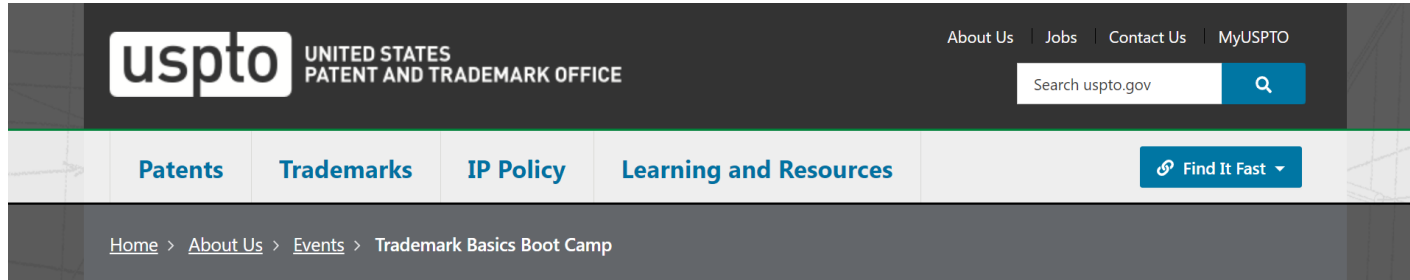 About Us Jobs Contact Us MyUSPTO
uspto UNITED STATES
PATENT AND TRADEMARK OFFICE
Search uspto.gov
Patents Trademarks IP Policy Learning and Resources Find It Fast
Home > About Us > Events > Trademark Basics Boot Camp